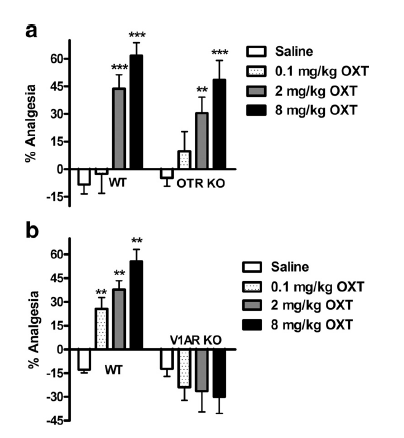 a
***
***
***
**
60
45
30
15
0
-15
% Analgesia
WT
OTR KO
Saline
0.1 mg/kg OXT
2 mg/kg OXT
8 mg/kg OXT
b
**
**
**
60
45
30
15
0
-15
-30
-45
% Analgesia
WT
V1AR KO
Saline
0.1 mg/kg OXT
2 mg/kg OXT
8 mg/kg OXT